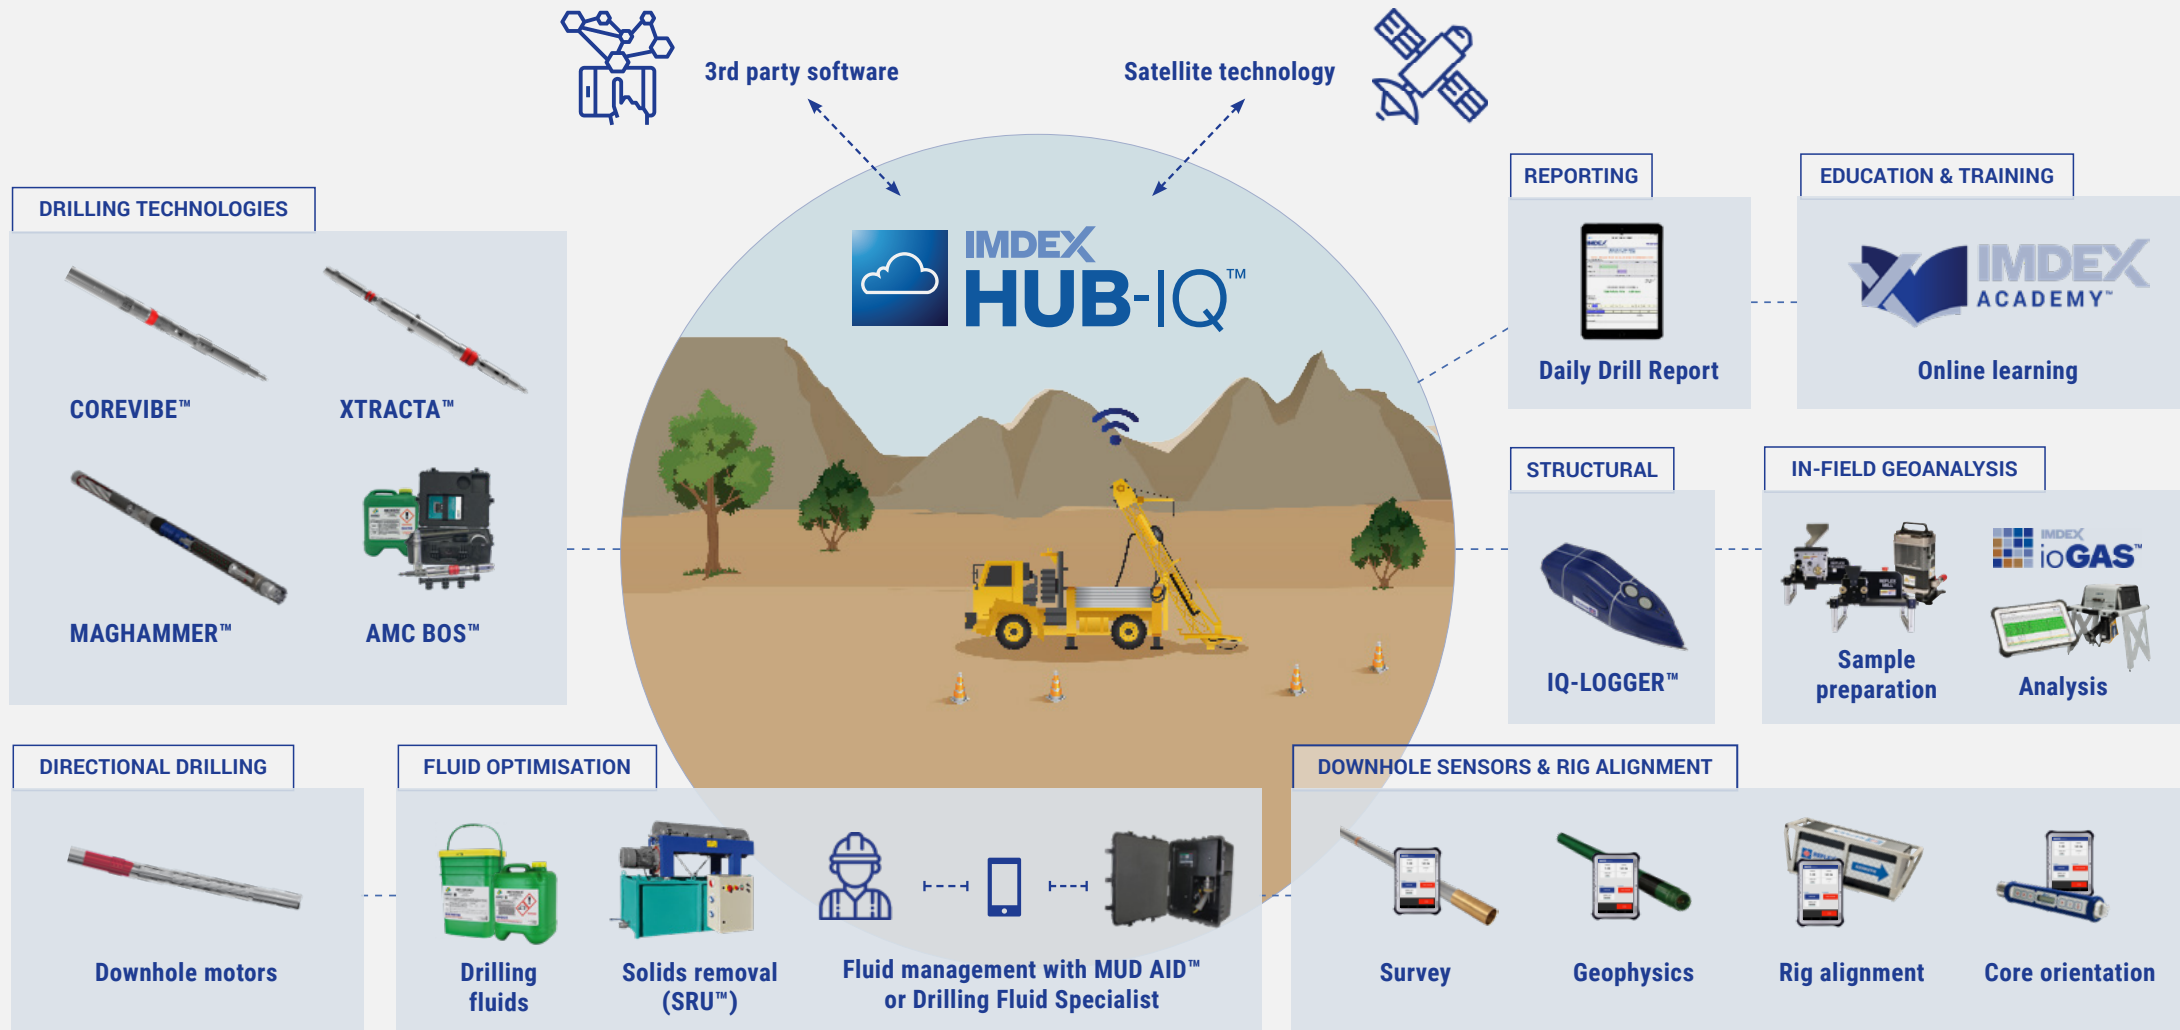 3rd party software
Satellite technology
IMDEX
HUB-IQ™
DRILLING TECHNOLOGIES
COREVIBE™
XTRACTA™
MAGHAMMER™
AMC BOS™
REPORTING
Daily Drill Report
EDUCATION & TRAINING
IMDEX
ACADEMY™
Online learning
STRUCTURAL
IQ-LOGGER™
IN-FIELD GEOANALYSIS
IMDEX
ioGAS™
Sample
preparation
Analysis
DIRECTIONAL DRILLING
Downhole motors
FLUID OPTIMISATION
Drilling
fluids
Solids removal
(SRU™)
Fluid management with MUD AID™
or Drilling Fluid Specialist
DOWNHOLE SENSORS & RIG ALIGNMENT
Survey
Geophysics
REFLEX
Rig alignment
Core orientation